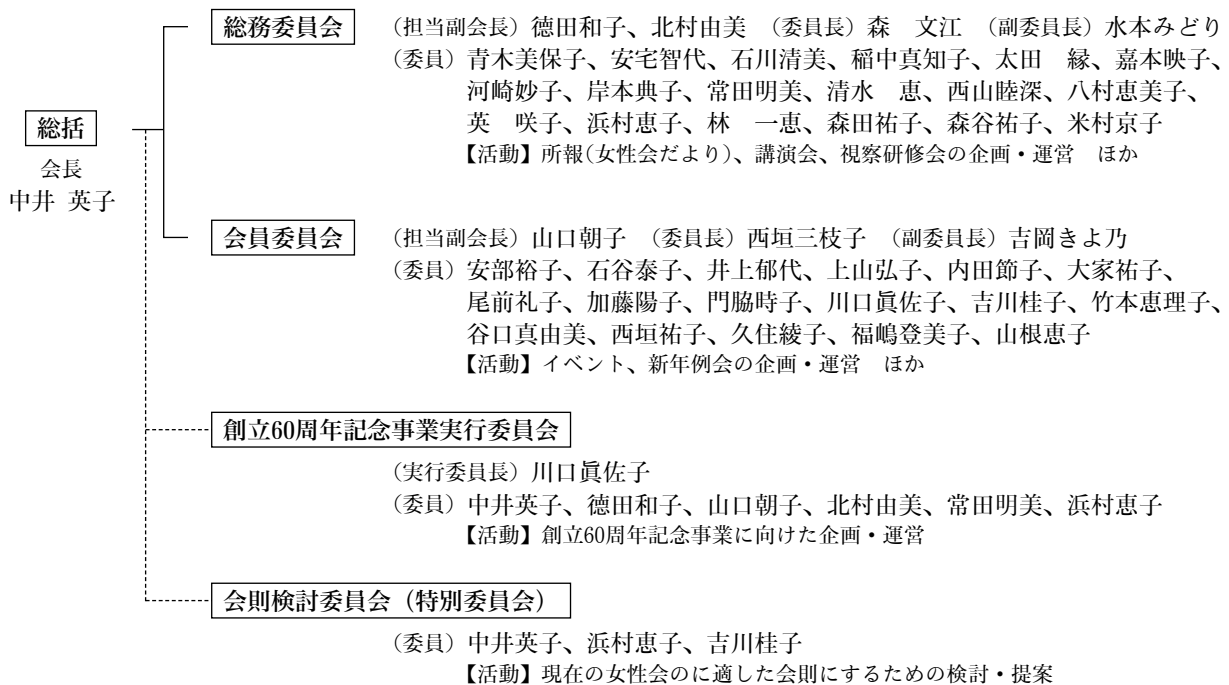 総括
会長
中井 英子
総務委員会 （担当副会長）德田和子、北村由美 （委員長）森　文江 （副委員長）水本みどり
（委員）青木美保子、安宅智代、石川清美、稲中真知子、太田　縁、嘉本映子、
河崎妙子、岸本典子、常田明美、清水　恵、西山睦深、八村恵美子、
英　咲子、浜村恵子、林　一恵、森田祐子、森谷祐子、米村京子
【活動】所報（女性会だより）、講演会、視察研修会の企画・運営　ほか
会員委員会 （担当副会長）山口朝子 （委員長）西垣三枝子 （副委員長）吉岡きよ乃
（委員）安部裕子、石谷泰子、井上郁代、上山弘子、内田節子、大家祐子、
尾前礼子、加藤陽子、門脇時子、川口眞佐子、吉川桂子、竹本恵理子、
谷口真由美、西垣祐子、久住綾子、福嶋登美子、山根恵子
【活動】イベント、新年例会の企画・運営　ほか
創立60周年記念事業実行委員会
（実行委員長）川口眞佐子
（委員）中井英子、德田和子、山口朝子、北村由美、常田明美、浜村恵子
【活動】創立60周年記念事業に向けた企画・運営
会則検討委員会（特別委員会）
（委員）中井英子、浜村恵子、吉川桂子
【活動】現在の女性会のに適した会則にするための検討・提案